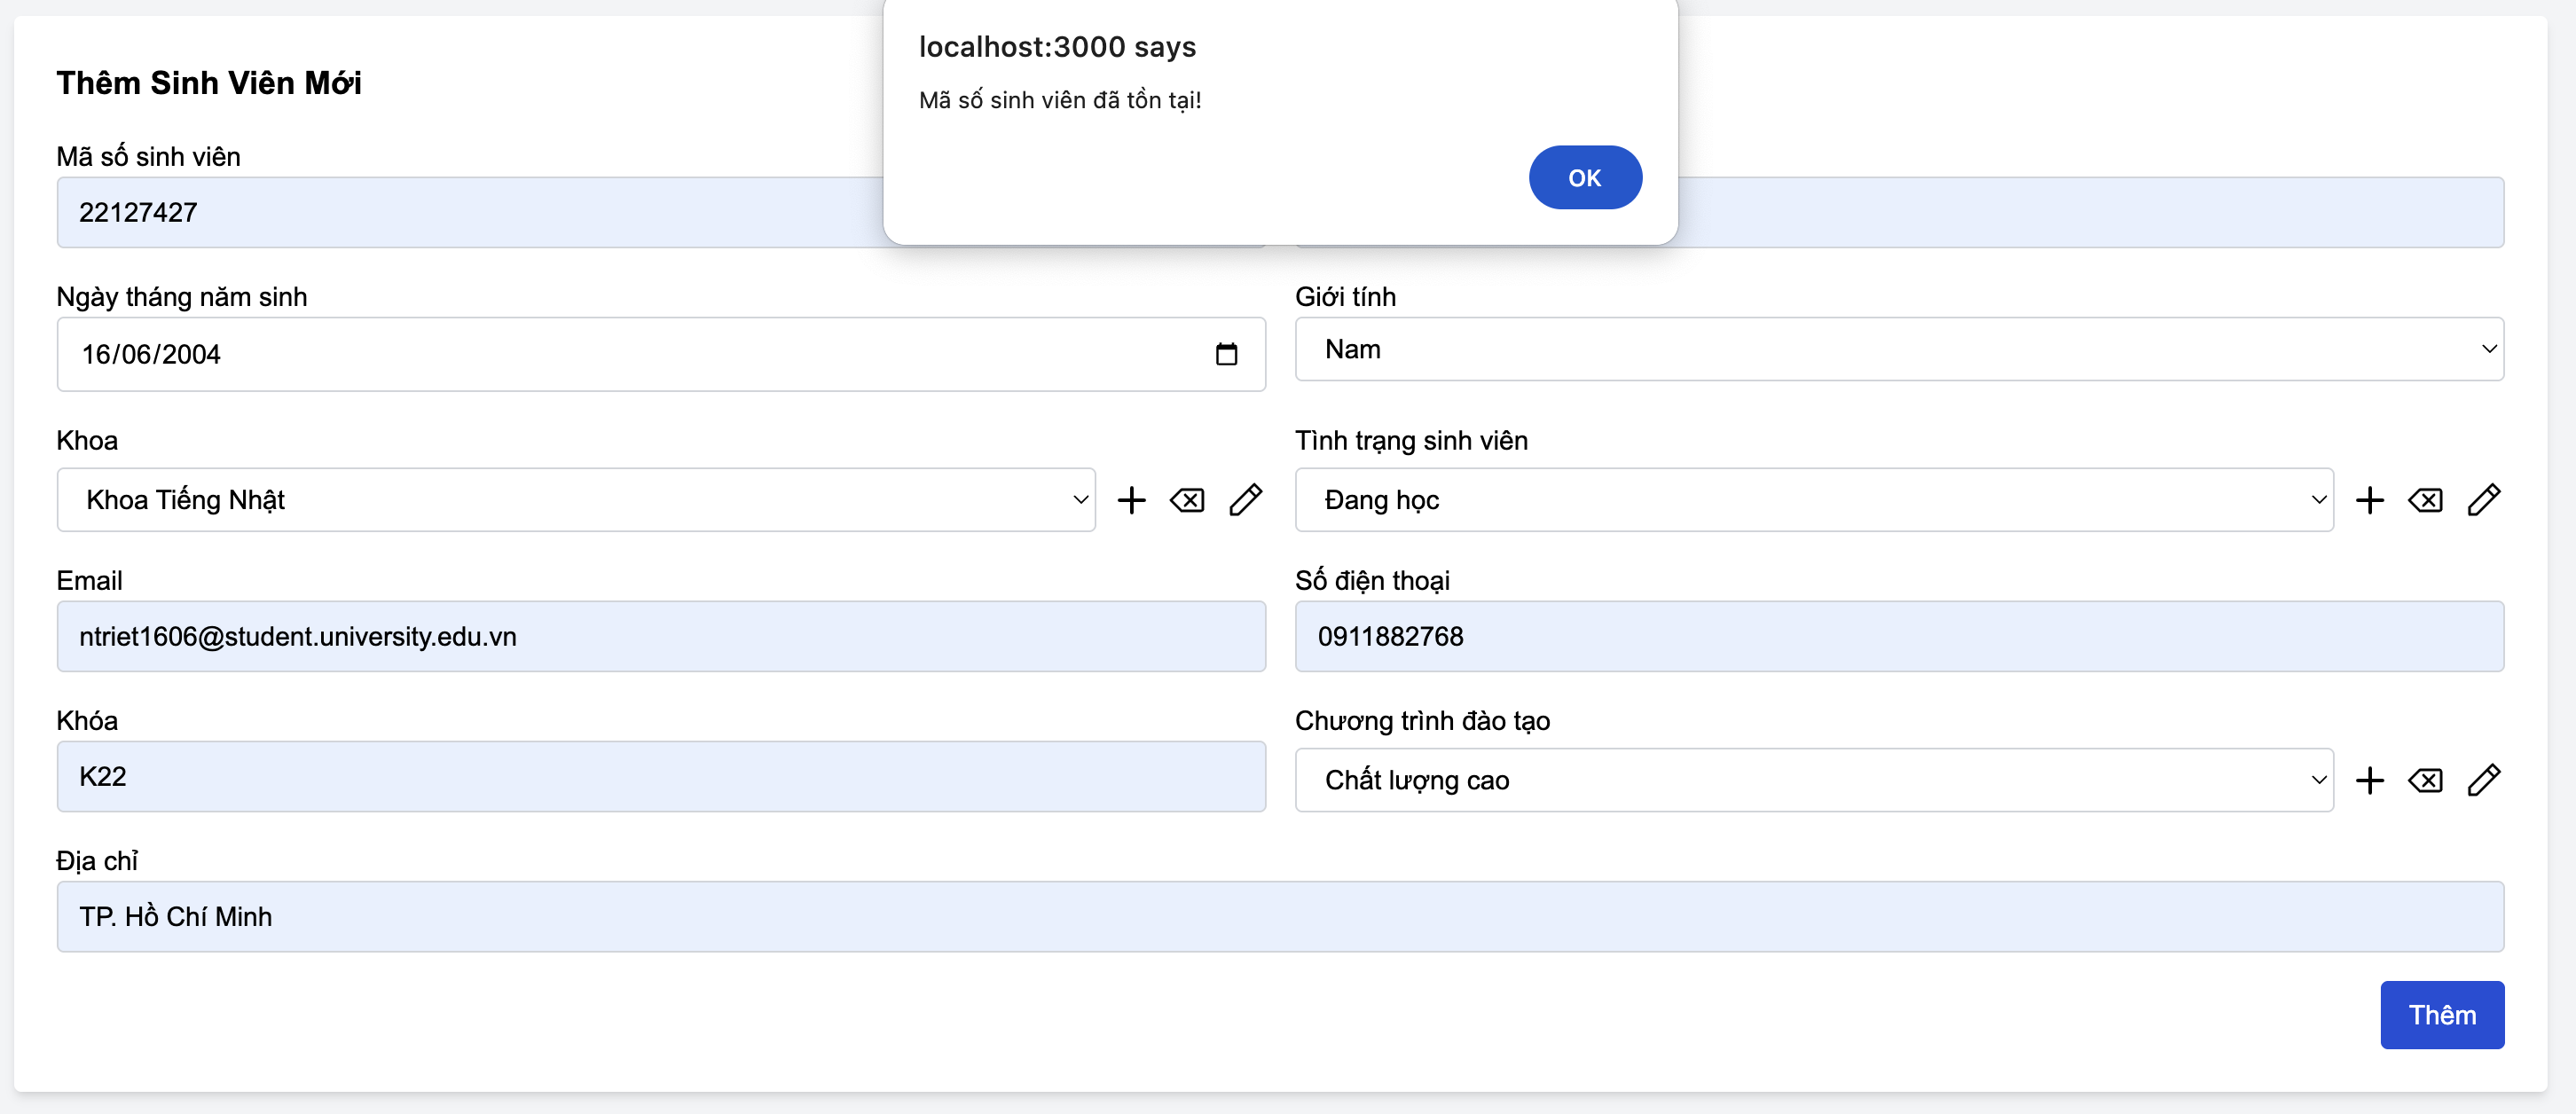 localhost:3000 says
Mã số sinh viên đã tồn tại!
OK
Thêm Sinh Viên Mới
Mã số sinh viên
22127427
Ngày tháng năm sinh
16/06/2004
Giới tính
Nam
Khoa
Khoa Tiếng Nhật
Tình trạng sinh viên
Đang học
Email
ntriet1606@student.university.edu.vn
Số điện thoại
0911882768
Khóa
K22
Chương trình đào tạo
Chất lượng cao
Địa chỉ
TP. Hồ Chí Minh
Thêm